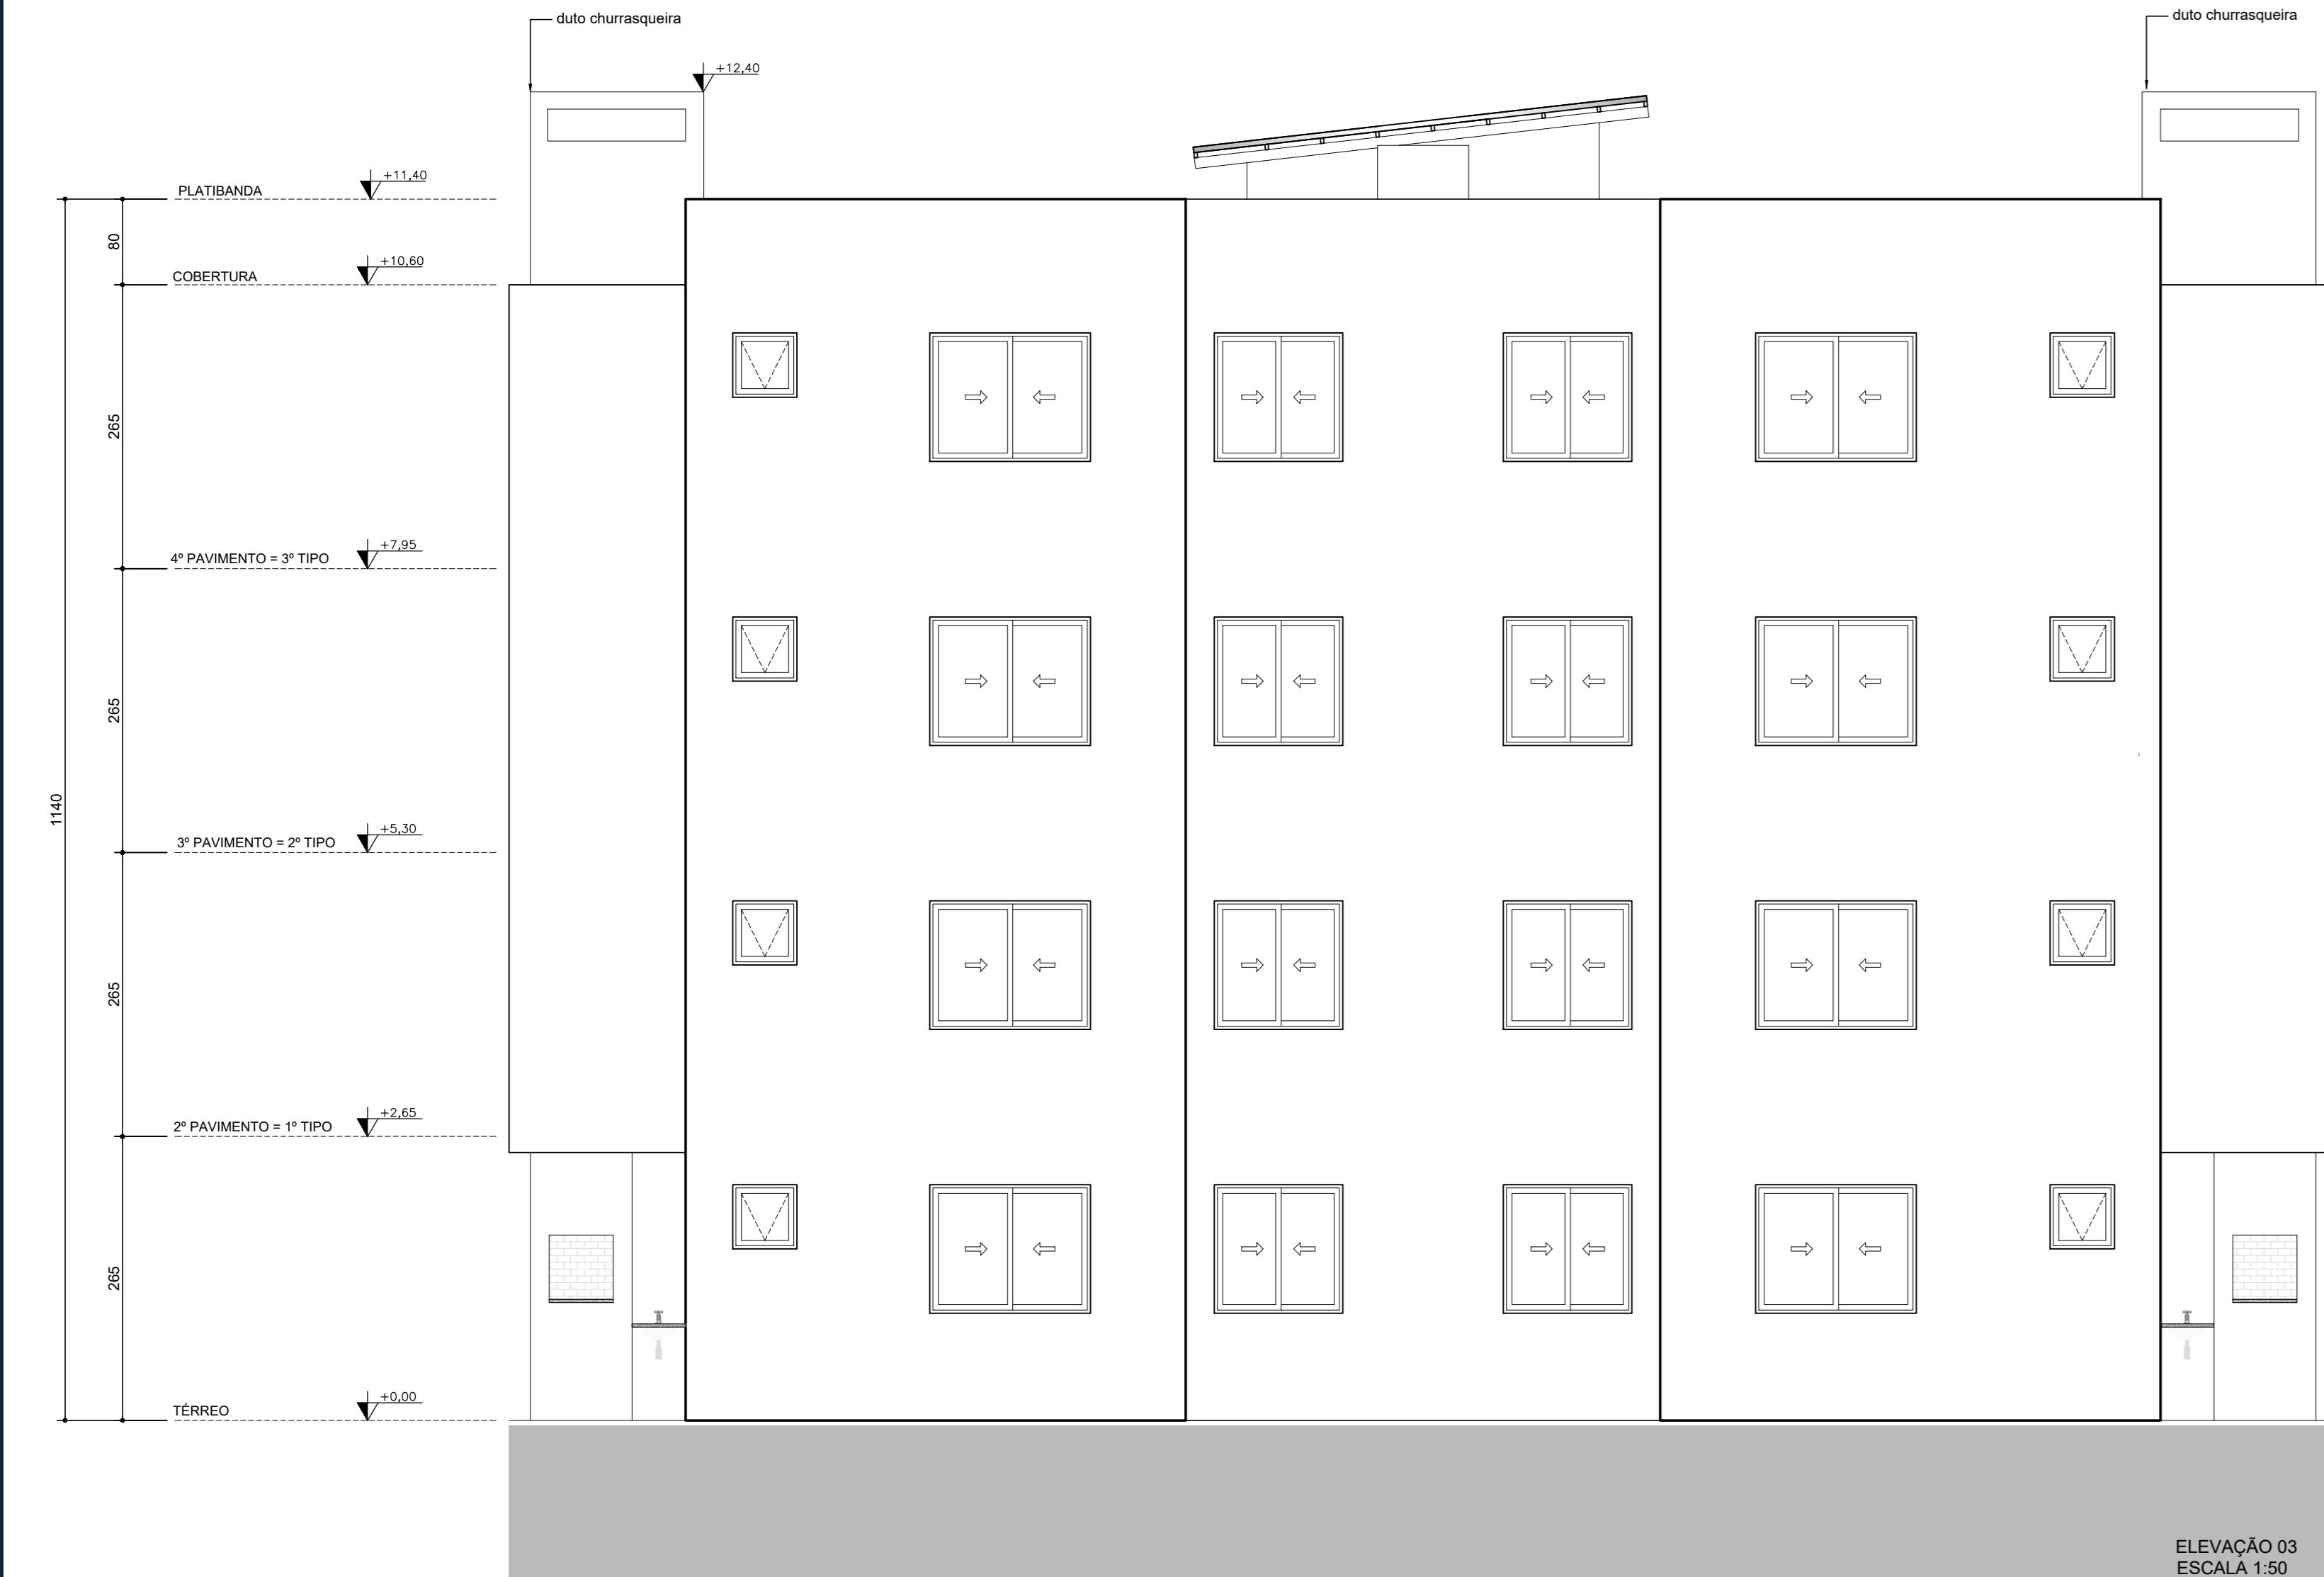 duto churrasqueira
duto churrasqueira
+12,40
PLATIBANDA
+11,40
80
COBERTURA
+10,60
265
4º PAVIMENTO = 3º TIPO
+7,95
265
1140
3º PAVIMENTO = 2º TIPO
+5,30
265
2º PAVIMENTO = 1º TIPO
+2,65
265
TÉRREO
+0,00
ELEVAÇÃO 03
ESCALA 1:50